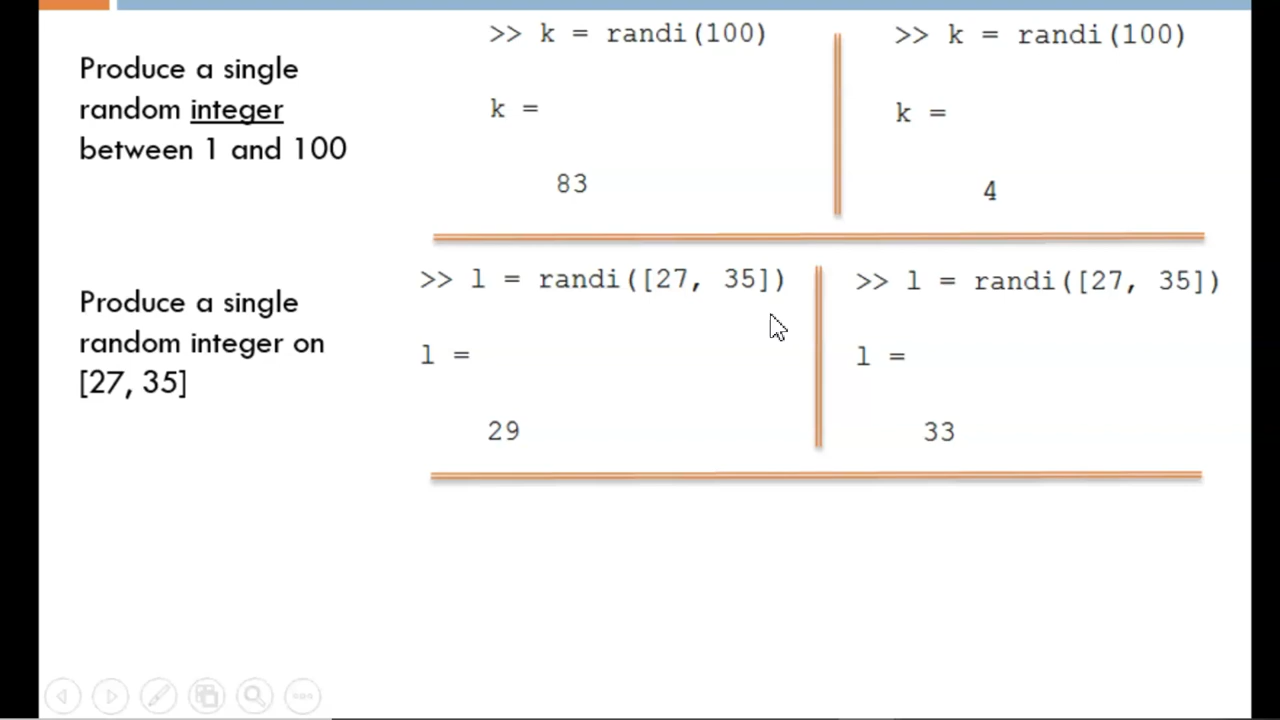 Produce a single
random integer
between 1 and 100
>> k = randi(100)
k =
83
>> k = randi(100)
k =
4
Produce a single
random integer on
[27, 35]
>> l = randi([27, 35])
l =
29
>> l = randi([27, 35])
l =
33